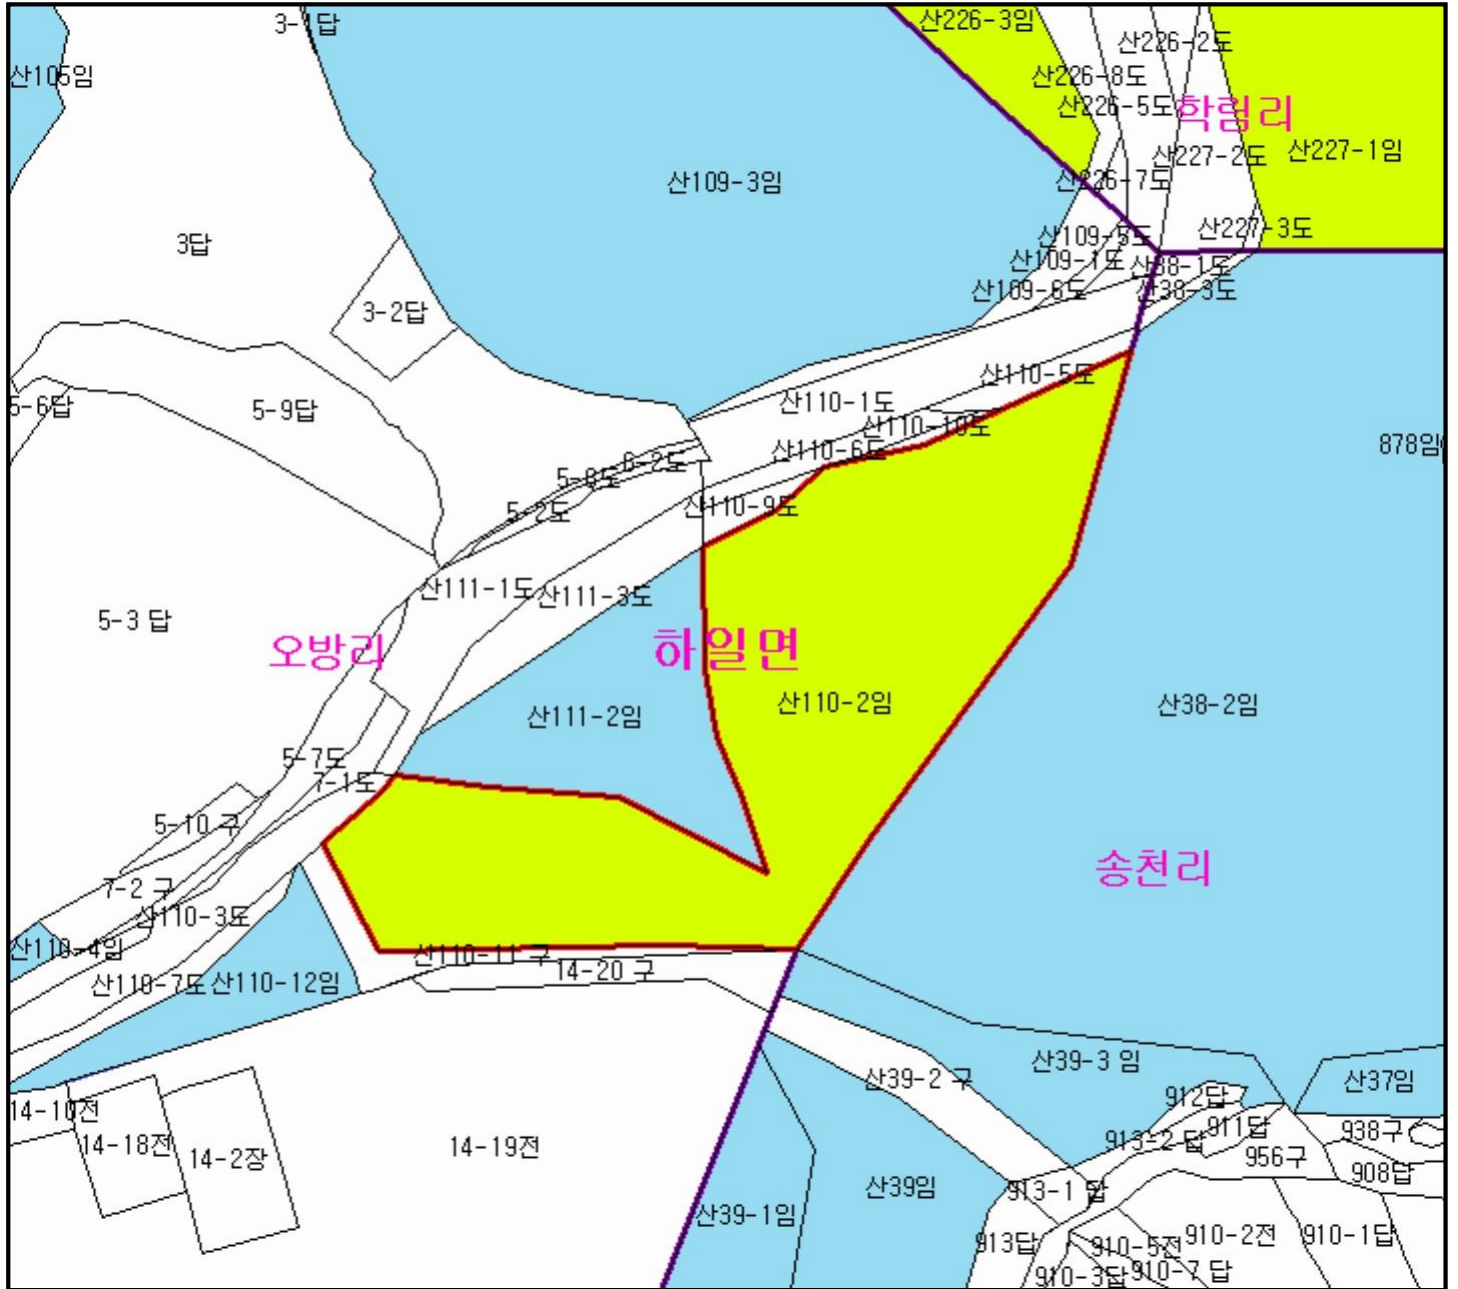 3-1답
산226-3임
산226-2도
산105임
산226-8도
산226-5도
학림리
산227-2도
산227-1임
산109-3임
산226-7도
산227-3도
3답
산109-5도
산109-1도
산38-1도
산109-6도
산38-3도
3-2답
산110-5도
산110-1도
5-6답
5-9답
산110-10도
878임
산110-6도
6-2도
5-8도
산110-9도
5-2도
산111-1도
산111-3도
5-3 답
오방리
하일면
산110-2임
산38-2임
산111-2임
5-7도
7-1도
5-10 구
송천리
7-2 구
산110-3도
산110-4임
산110-11 구
14-20 구
산110-7도
산110-12임
산39-3 임
산39-2 구
산37임
912답
14-10전
911답
938구
14-18전
913-2 답
14-19전
14-2장
956구
908답
산39임
913-1 답
산39-1임
910-2전
910-1답
913답
910-5전
910-7 답
910-3답